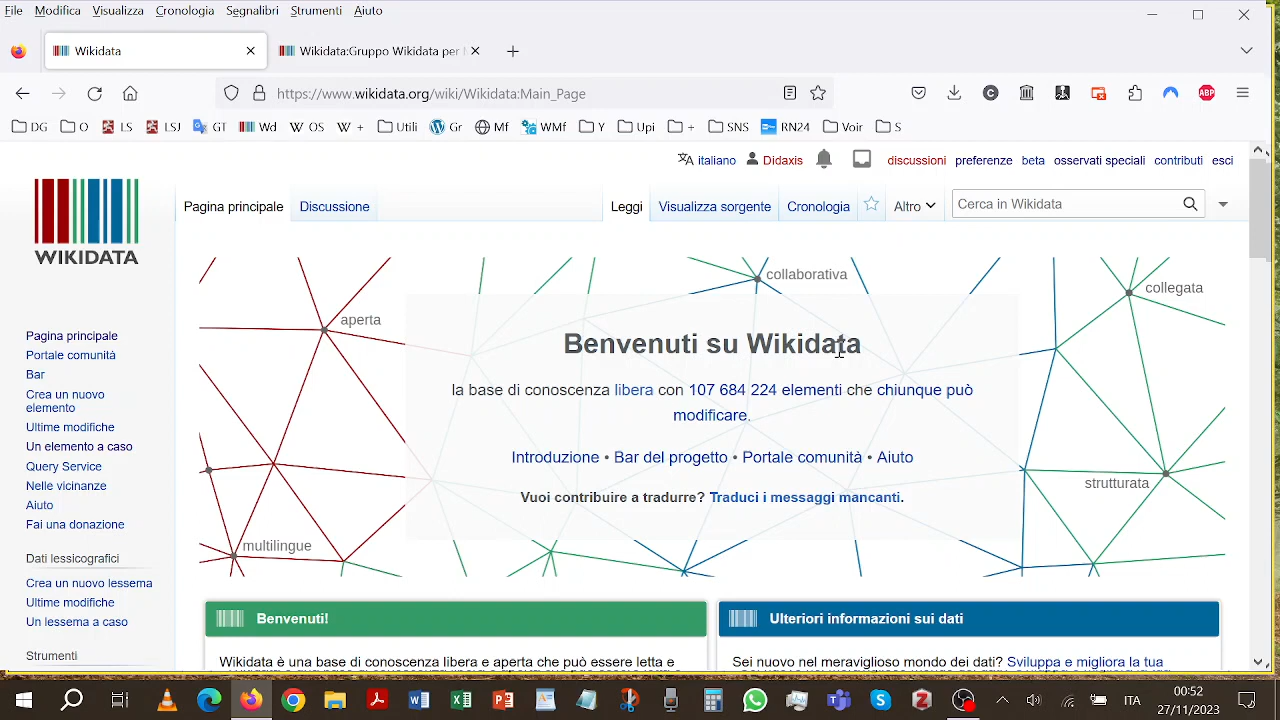 File Modifica Visualizza Cronologia Segnalibri Strumenti Aiuto
Wikidata
Wikidata:Gruppo Wikidata per
https://www.wikidata.org/wiki/Wikidata:Main_Page
DG O LS LSJ GT Wd OS + Utili Gr Mf WMf Y Upi + SNS RN24 Voir S
italiano Didaxis discussioni preferenze beta osservati speciali contributi esci
Pagina principale Discussione Leggi Visualizza sorgente Cronologia Altro Cerca in Wikidata
WIKIDATA
collaborativa
collegata
aperta
Benvenuti su Wikidata
la base di conoscenza libera con 107 684 224 elementi che chiunque può
modificare.
Introduzione • Bar del progetto • Portale comunità • Aiuto
Vuoi contribuire a tradurre? Traduci i messaggi mancanti.
strutturata
multilingue
Pagina principale
Portale comunità
Bar
Crea un nuovo
elemento
Ultime modifiche
Un elemento a caso
Query Service
Nelle vicinanze
Aiuto
Fai una donazione
Dati lessicografici
Crea un nuovo lessema
Ultime modifiche
Un lessema a caso
Strumenti
Benvenuti!
Wikidata è una base di conoscenza libera e aperta che può essere letta e
Ulteriori informazioni sui dati
Sei nuovo nel meraviglioso mondo dei dati? Sviluppa e migliora la tua
ITA
00:52
27/11/2023